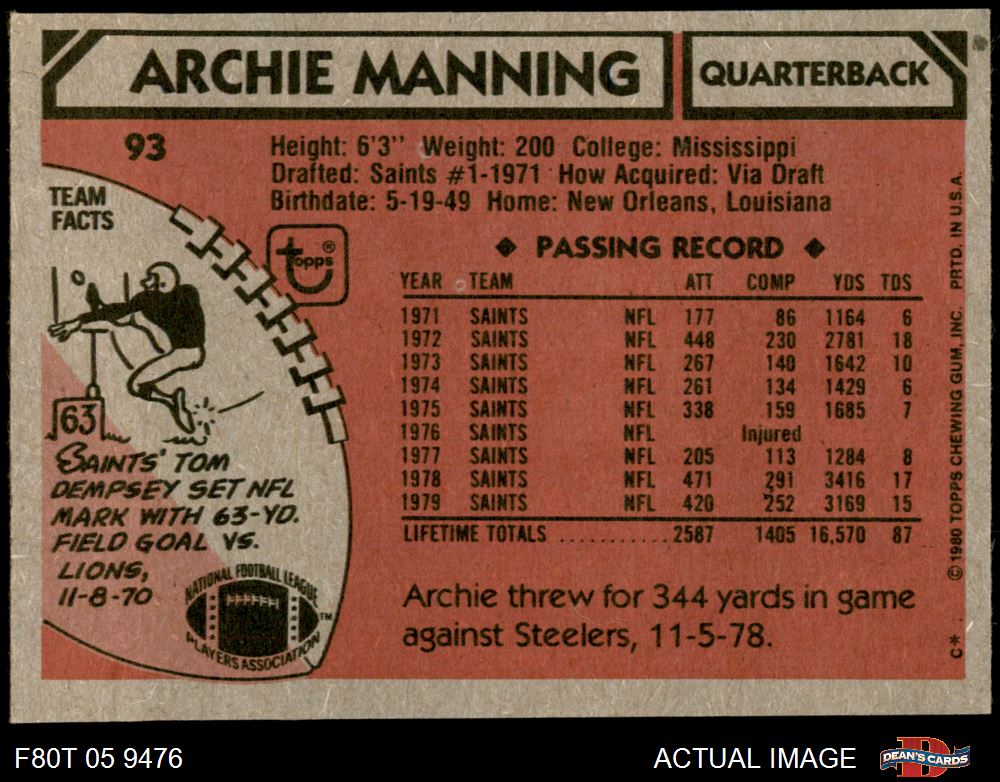 ARCHIE MANNING
QUARTERBACK
93
Height: 6'3" Weight: 200 College: Mississippi
Drafted: Saints #1-1971 How Acquired: Via Draft
Birthdate: 5-19-49 Home: New Orleans, Louisiana
TEAM
FACTS
topps®
◆ PASSING RECORD ◆
YEAR TEAM ATT COMP YDS TDS
1971 SAINTS NFL 177 86 1164 6
1972 SAINTS NFL 448 230 2781 18
1973 SAINTS NFL 267 140 1642 10
1974 SAINTS NFL 261 134 1429 6
1975 SAINTS NFL 338 159 1685 7
1976 SAINTS NFL Injured
1977 SAINTS NFL 205 113 1284 8
1978 SAINTS NFL 471 291 3416 17
1979 SAINTS NFL 420 252 3169 15
LIFETIME TOTALS ........... 2587 1405 16,570 87
63
SAINTS' TOM
DEMPSEY SET NFL
MARK WITH 63-YD.
FIELD GOAL VS.
LIONS,
11-8-70
NATIONAL FOOTBALL LEAGUE
PLAYERS ASSOCIATION
TM
Archie threw for 344 yards in game
against Steelers, 11-5-78.
C* © 1980 TOPPS CHEWING GUM, INC. PRTD. IN U.S.A.
F80T 05 9476
ACTUAL IMAGE
DEAN'S CARDS